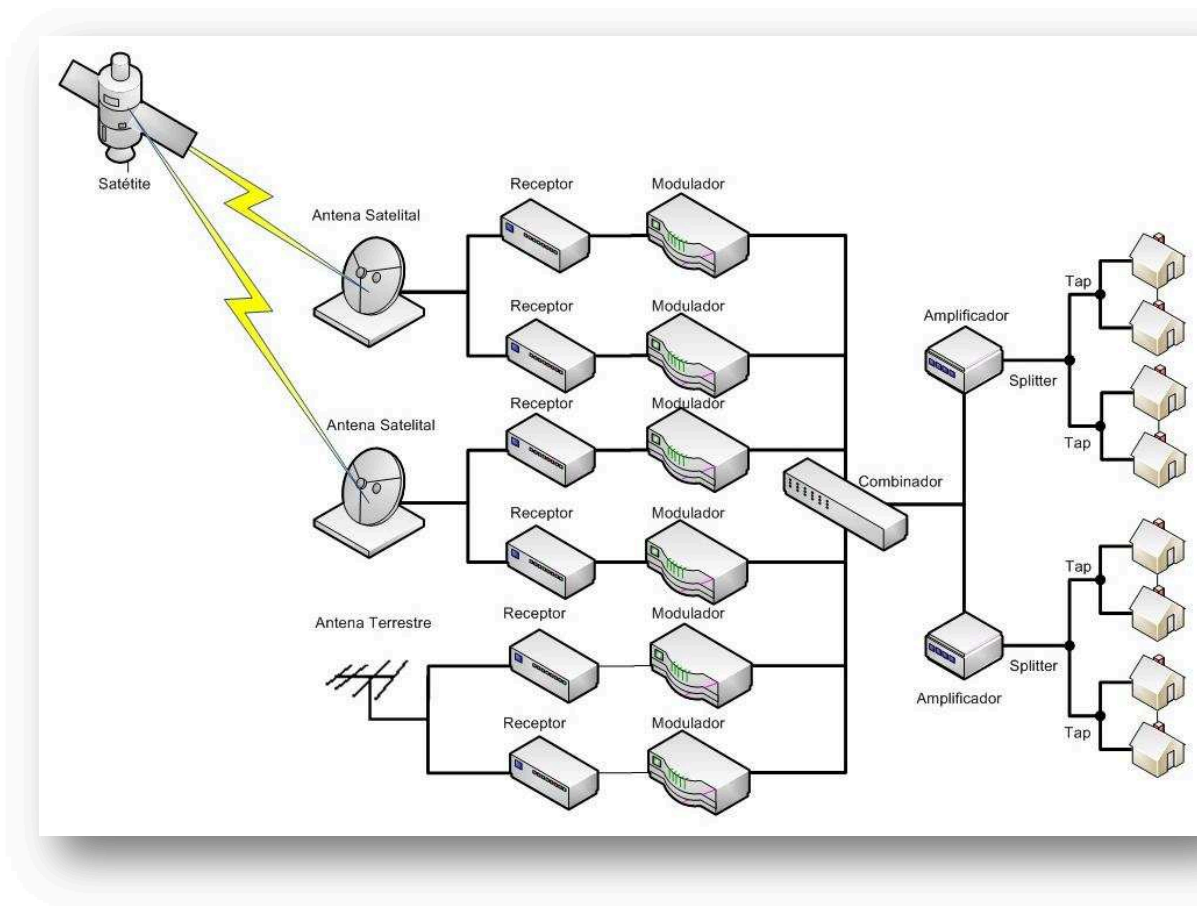 Satétite
Antena Satelital
Receptor
Modulador
Receptor
Modulador
Antena Satelital
Receptor
Modulador
Receptor
Modulador
Antena Terrestre
Receptor
Modulador
Receptor
Modulador
Combinador
Amplificador
Splitter
Tap
Tap
Amplificador
Splitter
Tap
Tap